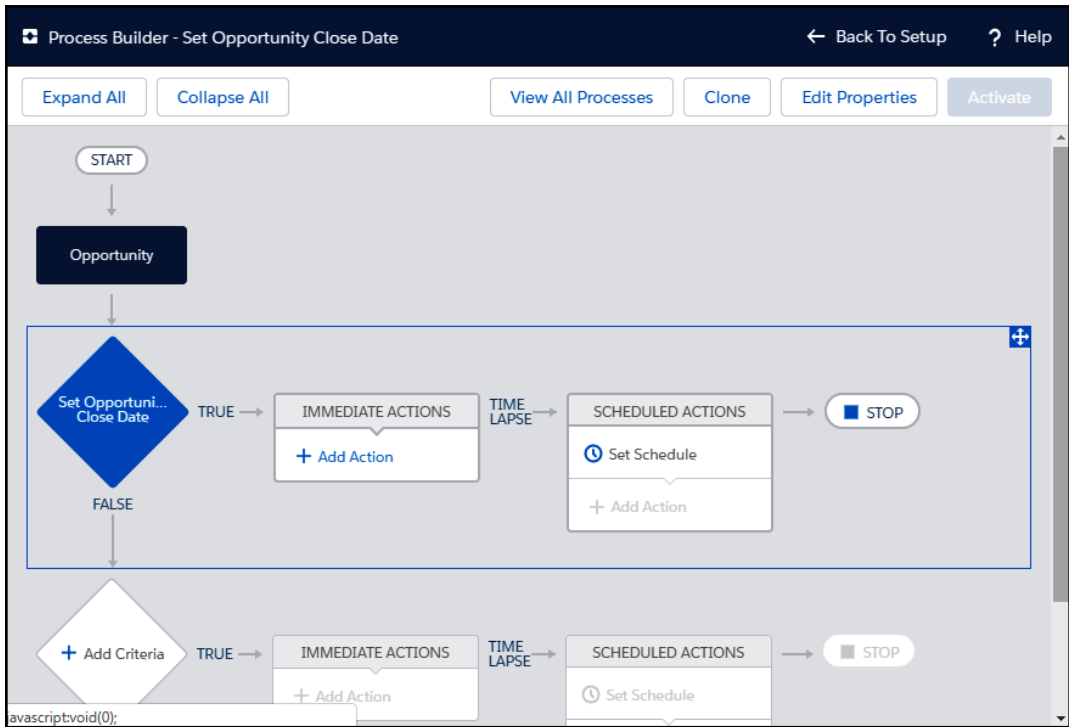 Process Builder - Set Opportunity Close Date
Back To Setup
? Help
Expand All
Collapse All
View All Processes
Clone
Edit Properties
Activate
START
Opportunity
Set Opportuni...
Close Date
TRUE
IMMEDIATE ACTIONS
+ Add Action
TIME
LAPSE
SCHEDULED ACTIONS
Set Schedule
+ Add Action
STOP
FALSE
+ Add Criteria
TRUE
IMMEDIATE ACTIONS
+ Add Action
TIME
LAPSE
SCHEDULED ACTIONS
Set Schedule
STOP
javascript:void(0);